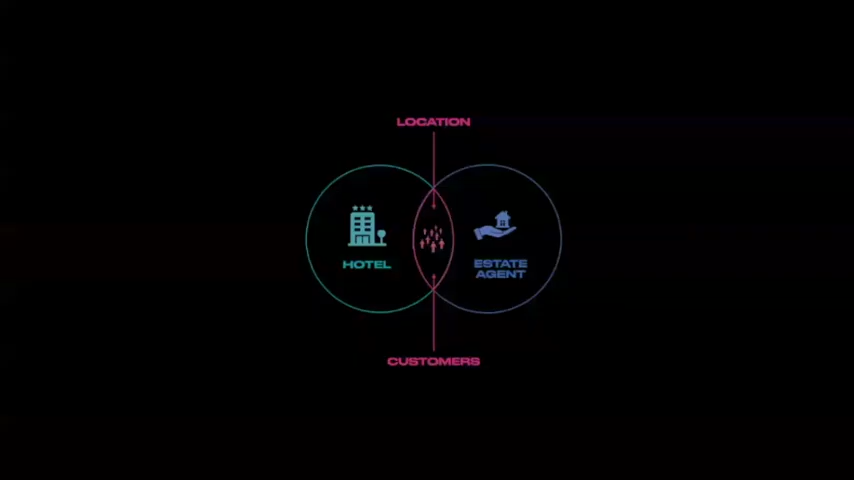 LOCATION
HOTEL
ESTATE
AGENT
CUSTOMERS